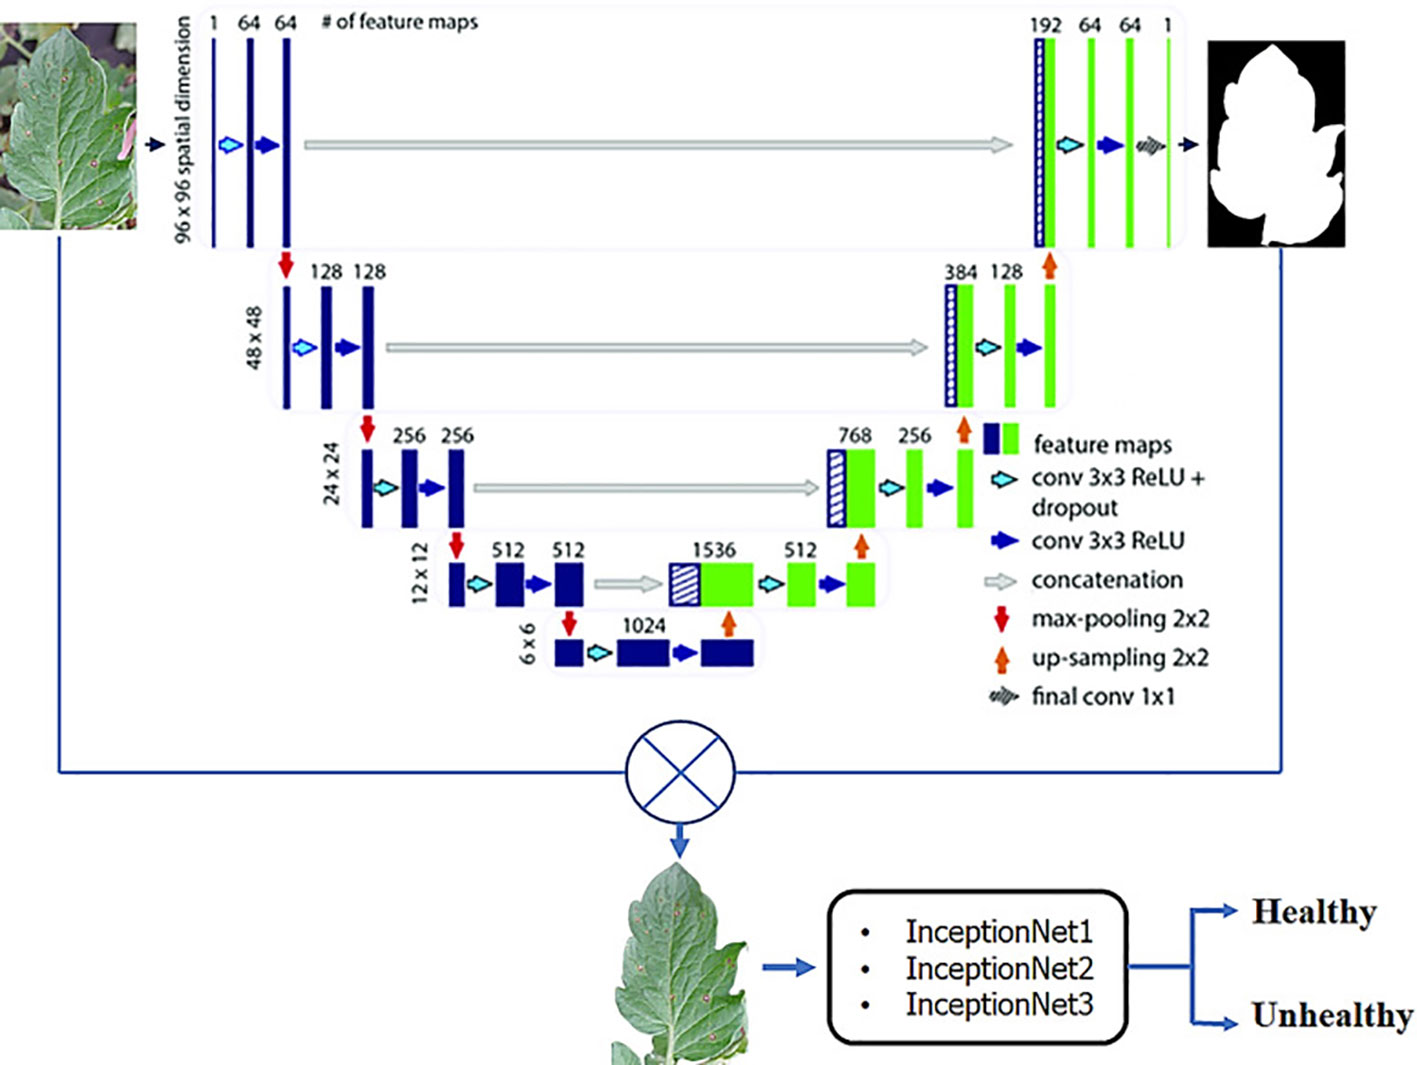 1 64 64 # of feature maps
192 64 64 1
96 x 96 spatial dimension
128 128
384 128
48 x 48
256 256
768 256
24 x 24
512 512
1536 512
12 x 12
1024
6 x 6
feature maps
conv 3x3 ReLU +
dropout
conv 3x3 ReLU
concatenation
max-pooling 2x2
up-sampling 2x2
final conv 1x1
• InceptionNet1
• InceptionNet2
• InceptionNet3
Healthy
Unhealthy